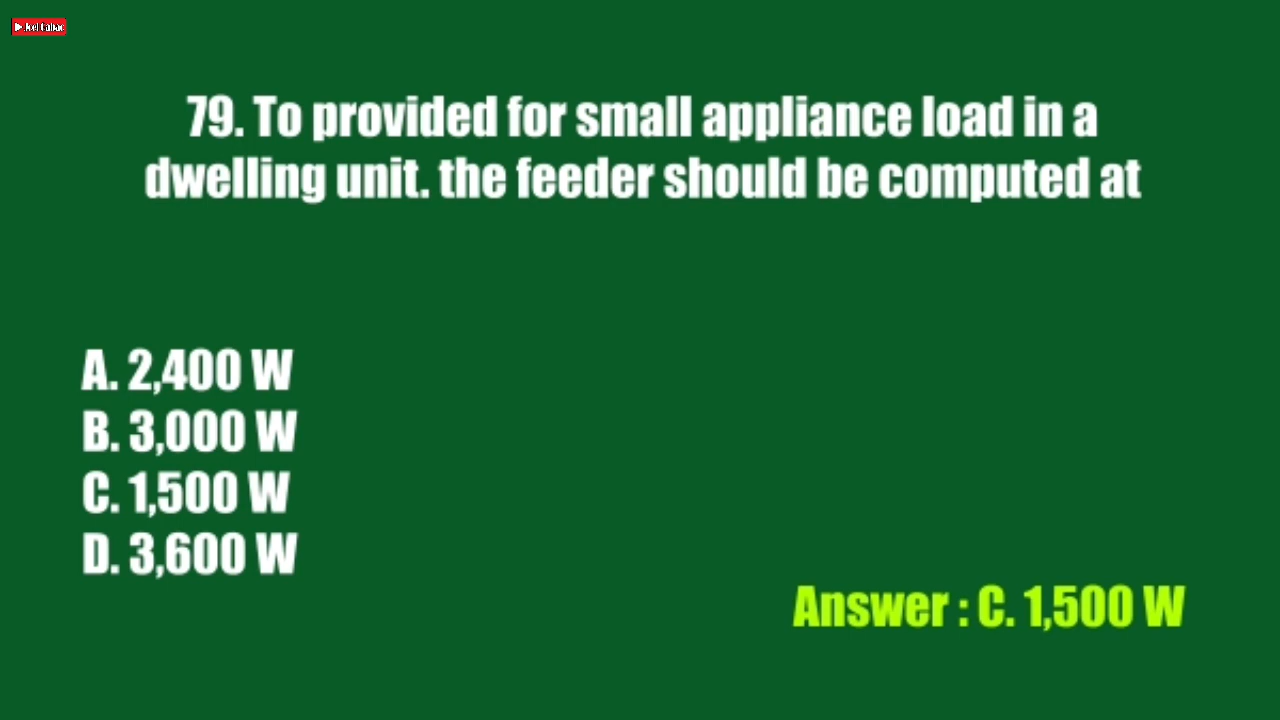 79. To provided for small appliance load in a
dwelling unit. the feeder should be computed at
A. 2,400 W
B. 3,000 W
C. 1,500 W
D. 3,600 W
Answer : C. 1,500 W